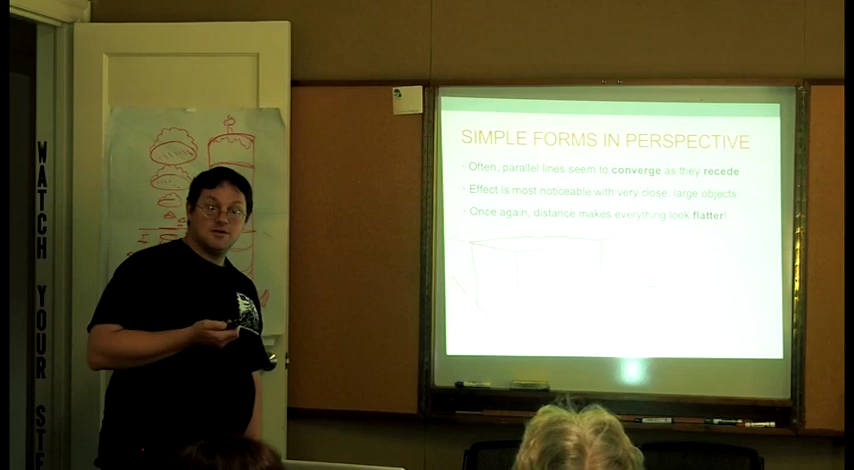 WATCH YOUR STE
SIMPLE FORMS IN PERSPECTIVE
· Often, parallel lines seem to converge as they recede
· Effect is most noticeable with very close, large objects
· Once again, distance makes everything look flatter!